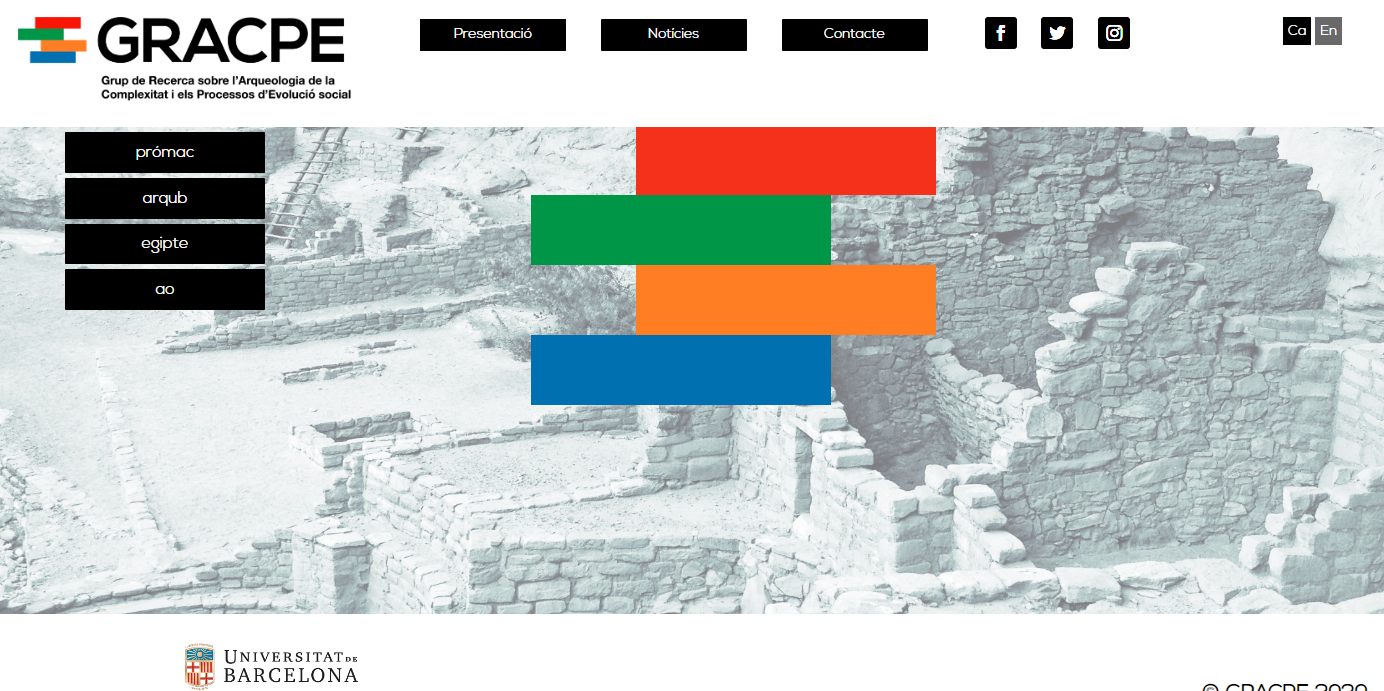 GRACPE
Grup de Recerca sobre l'Arqueologia de la
Complexitat i els Processos d'Evolució social
Presentació
Notícies
Contacte
Ca
En
prómac
arqub
egipte
ao
UNIVERSITAT DE
BARCELONA
© GRACPE 2020